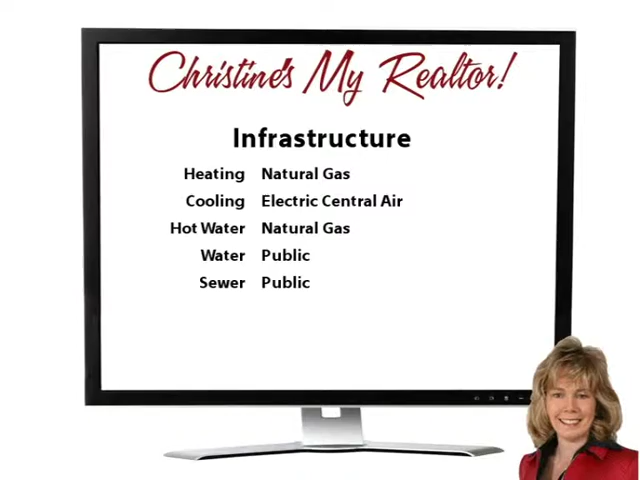 Christine's My Realtor!
Infrastructure
Heating Natural Gas
Cooling Electric Central Air
Hot Water Natural Gas
Water Public
Sewer Public